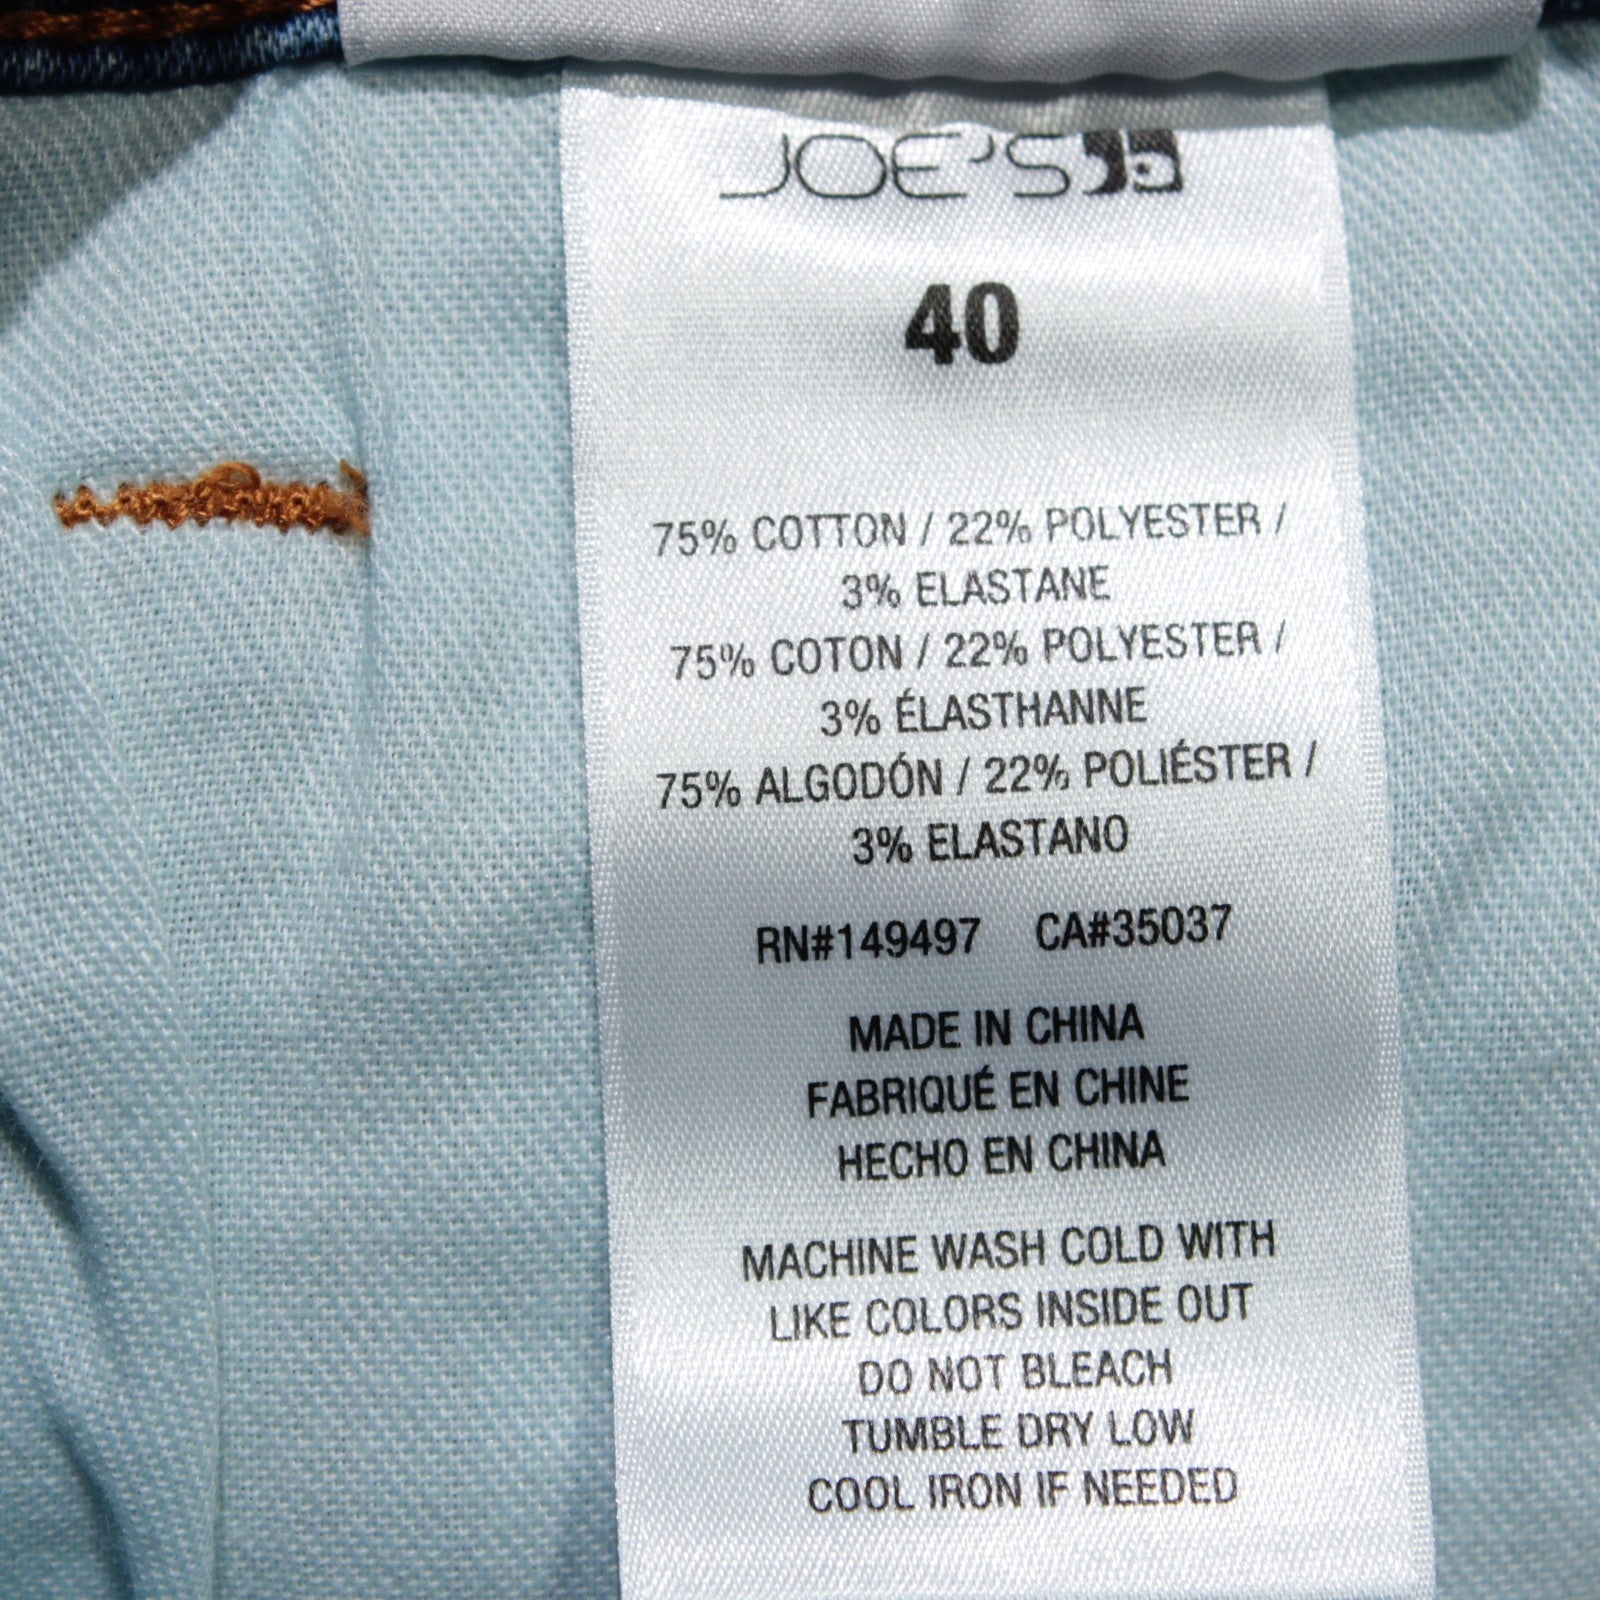 JOE'S
40
75% COTTON / 22% POLYESTER /
3% ELASTANE
75% COTON / 22% POLYESTER /
3% ÉLASTHANNE
75% ALGODÓN / 22% POLIÉSTER /
3% ELASTANO
RN#149497 CA#35037
MADE IN CHINA
FABRIQUÉ EN CHINE
HECHO EN CHINA
MACHINE WASH COLD WITH
LIKE COLORS INSIDE OUT
DO NOT BLEACH
TUMBLE DRY LOW
COOL IRON IF NEEDED